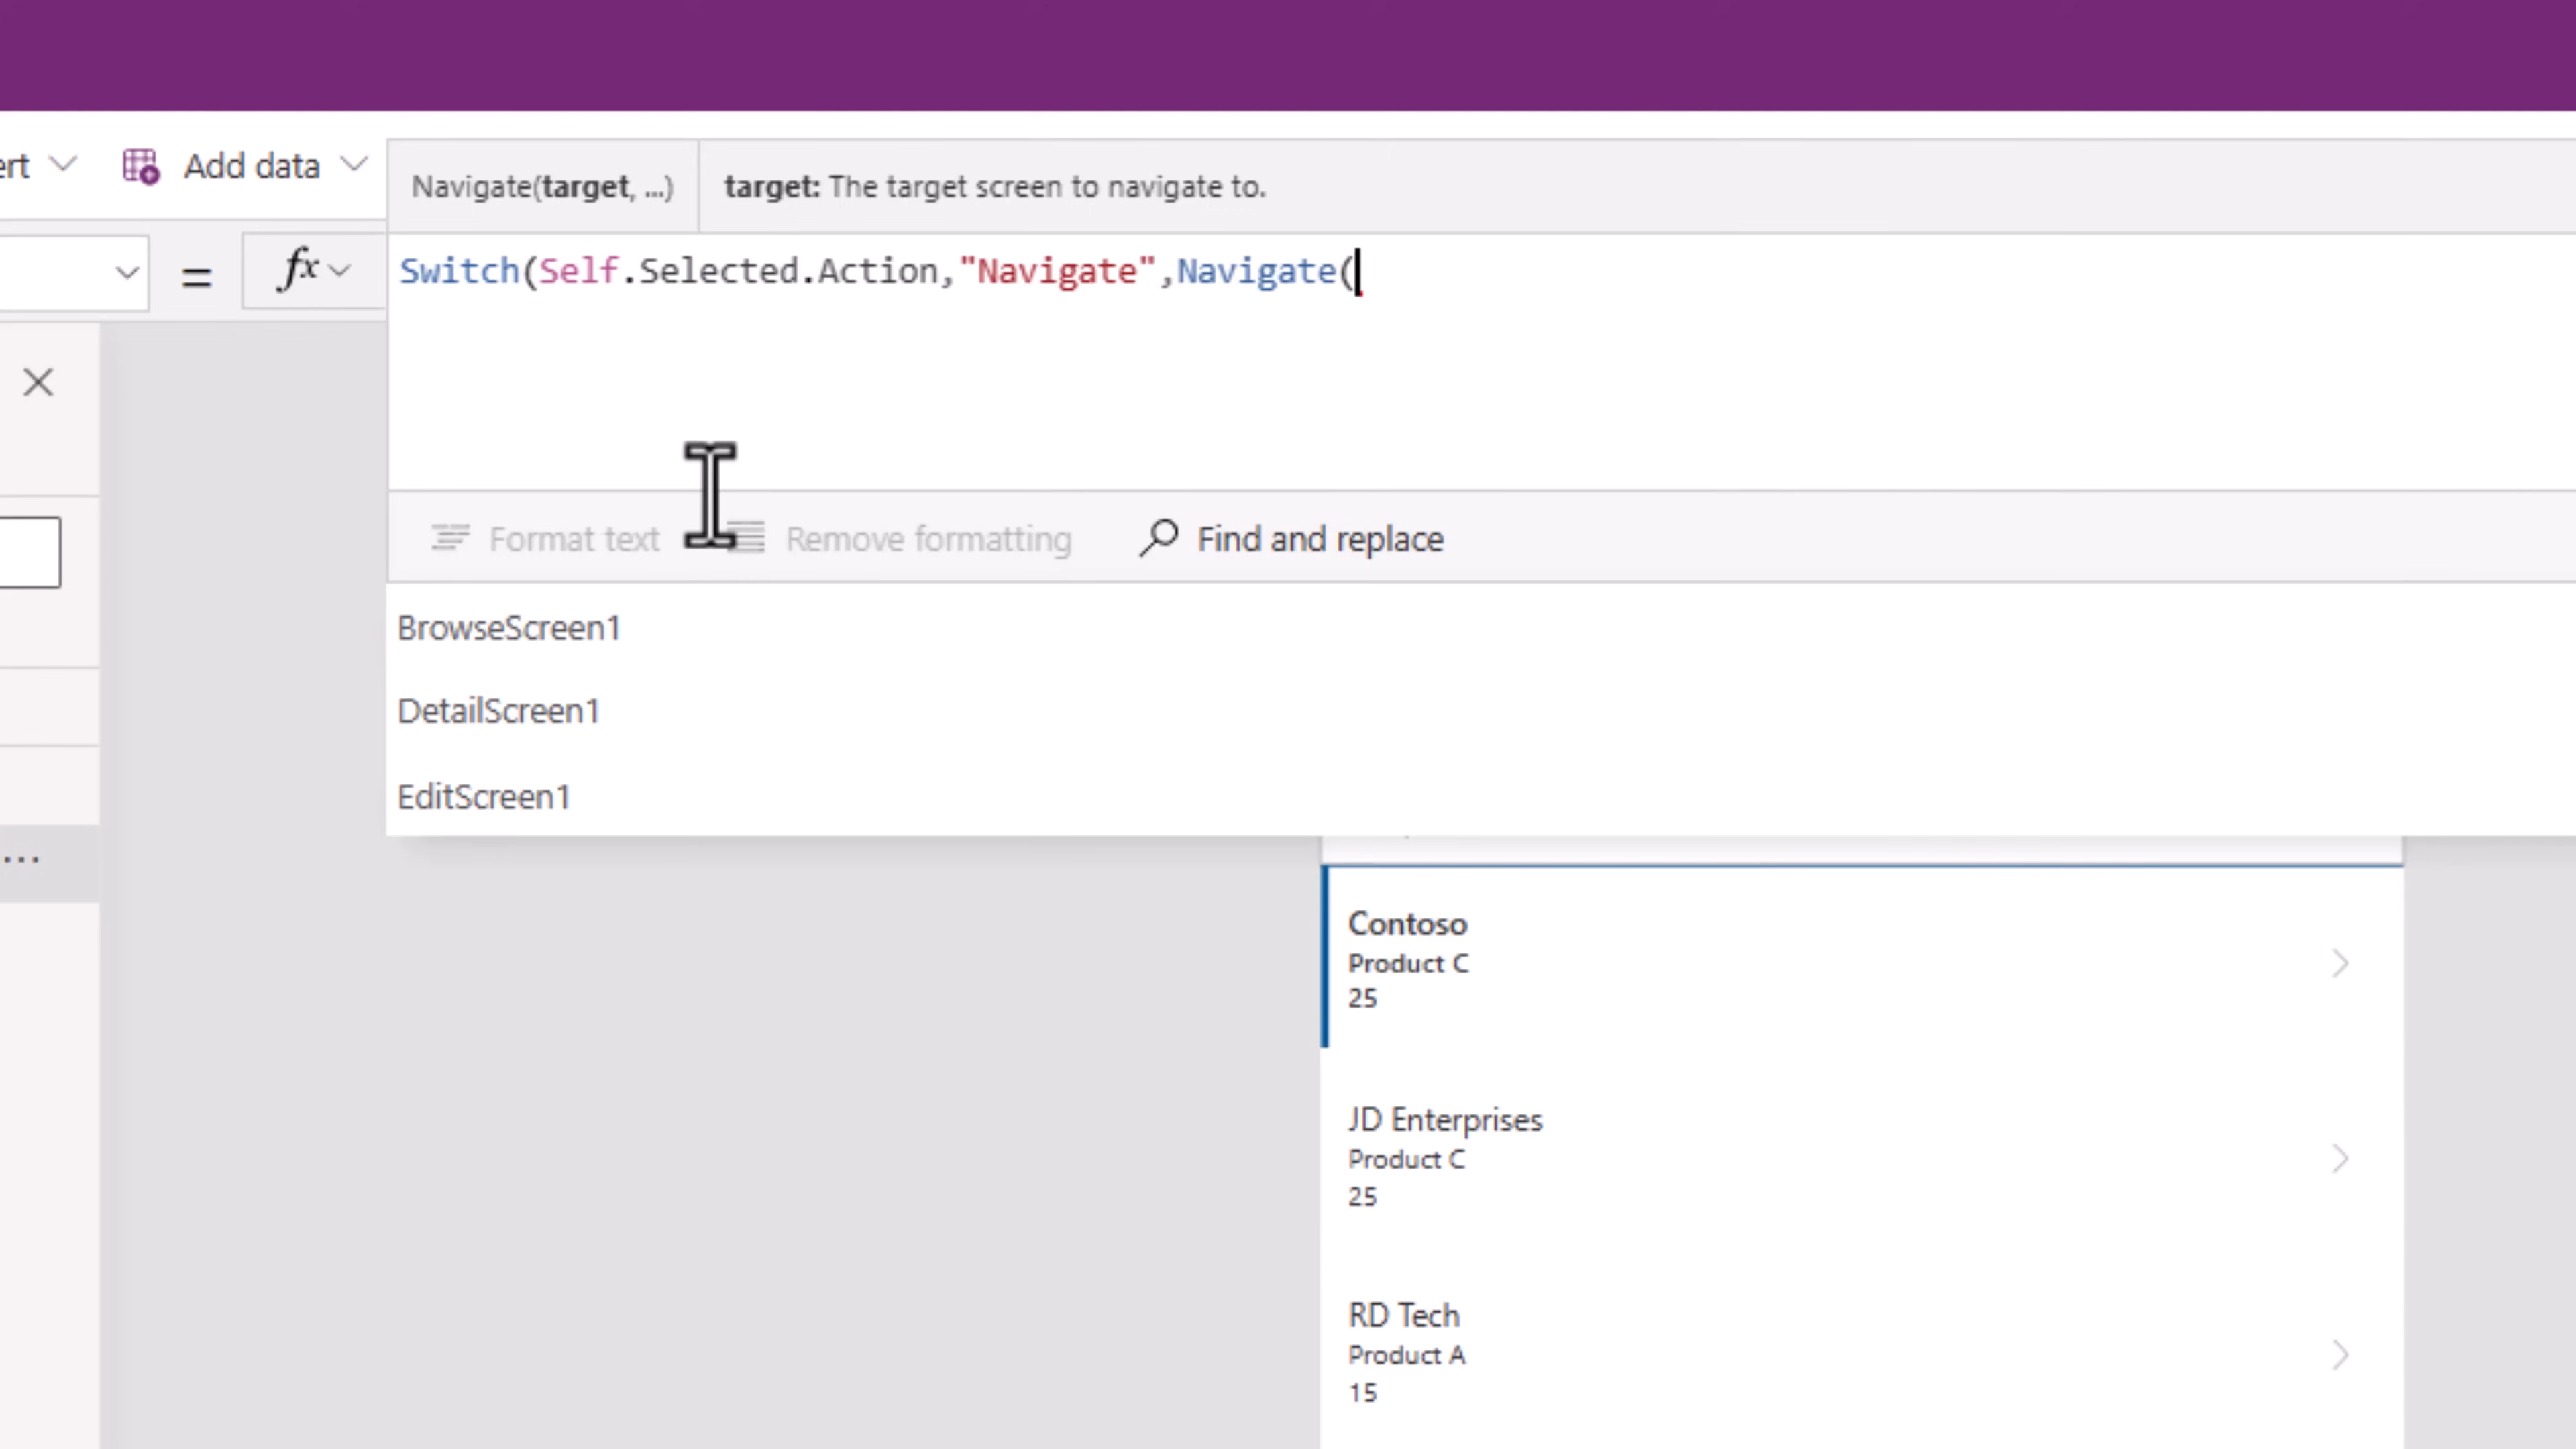 ert
Add data
Navigate(target, ...)
target: The target screen to navigate to.
=
fx
Switch(Self.Selected.Action,"Navigate",Navigate(
Format text
Remove formatting
Find and replace
BrowseScreen1
DetailScreen1
EditScreen1
...
Contoso
Product C
25
JD Enterprises
Product C
25
RD Tech
Product A
15